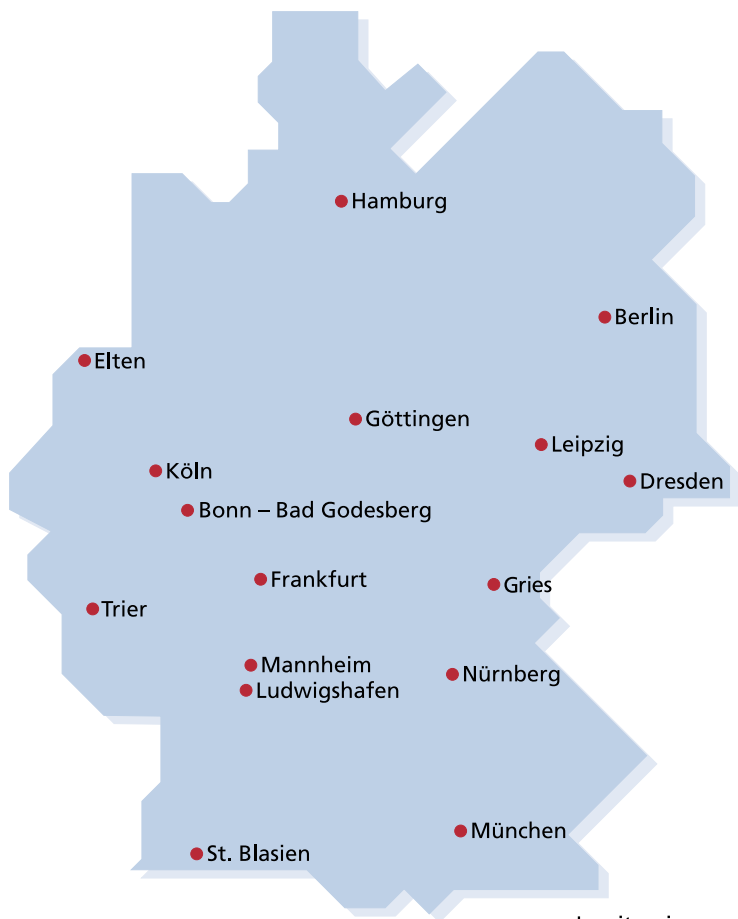 Hamburg
Berlin
Elten
Göttingen
Leipzig
Köln
Dresden
Bonn – Bad Godesberg
Frankfurt
Gries
Trier
Mannheim
Nürnberg
Ludwigshafen
München
St. Blasien